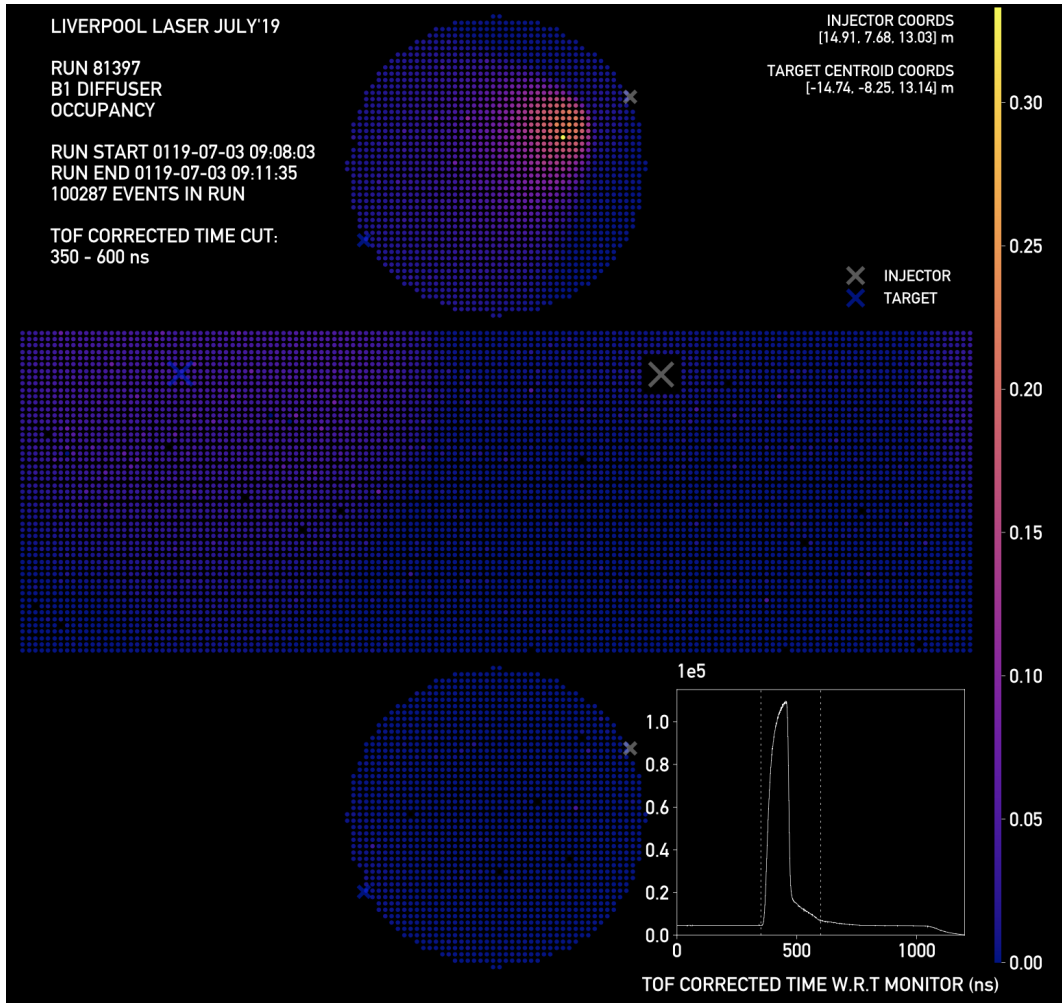 LIVERPOOL LASER JULY'19
RUN 81397
B1 DIFFUSER
OCCUPANCY
RUN START 0119-07-03 09:08:03
RUN END 0119-07-03 09:11:35
100287 EVENTS IN RUN
TOF CORRECTED TIME CUT:
350 - 600 ns
INJECTOR COORDS
[14.91, 7.68, 13.03] m
TARGET CENTROID COORDS
[-14.74, -8.25, 13.14] m
INJECTOR
TARGET
0.30
0.25
0.20
0.15
0.10
0.05
0.00
1e5
1.0
0.8
0.6
0.4
0.2
0.0
0 500 1000
TOF CORRECTED TIME W.R.T MONITOR (ns)